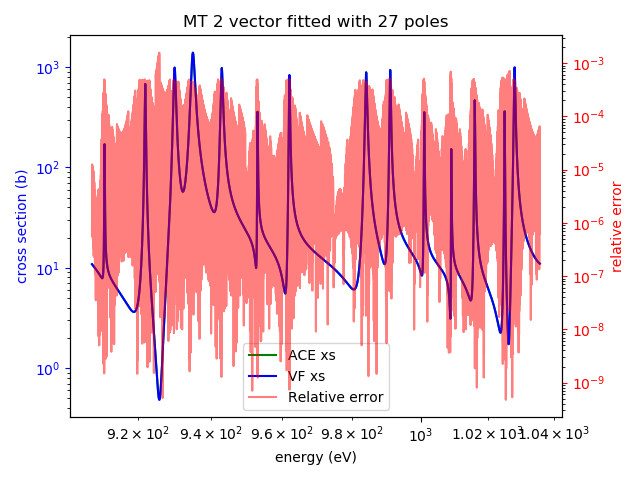 MT 2 vector fitted with 27 poles
10³
10²
10¹
10⁰
cross section (b)
10⁻³
10⁻⁴
10⁻⁵
10⁻⁶
10⁻⁷
10⁻⁸
10⁻⁹
relative error
ACE xs
VF xs
Relative error
9.2 × 10² 9.4 × 10² 9.6 × 10² 9.8 × 10² 10³ 1.02 × 10³ 1.04 × 10³
energy (eV)